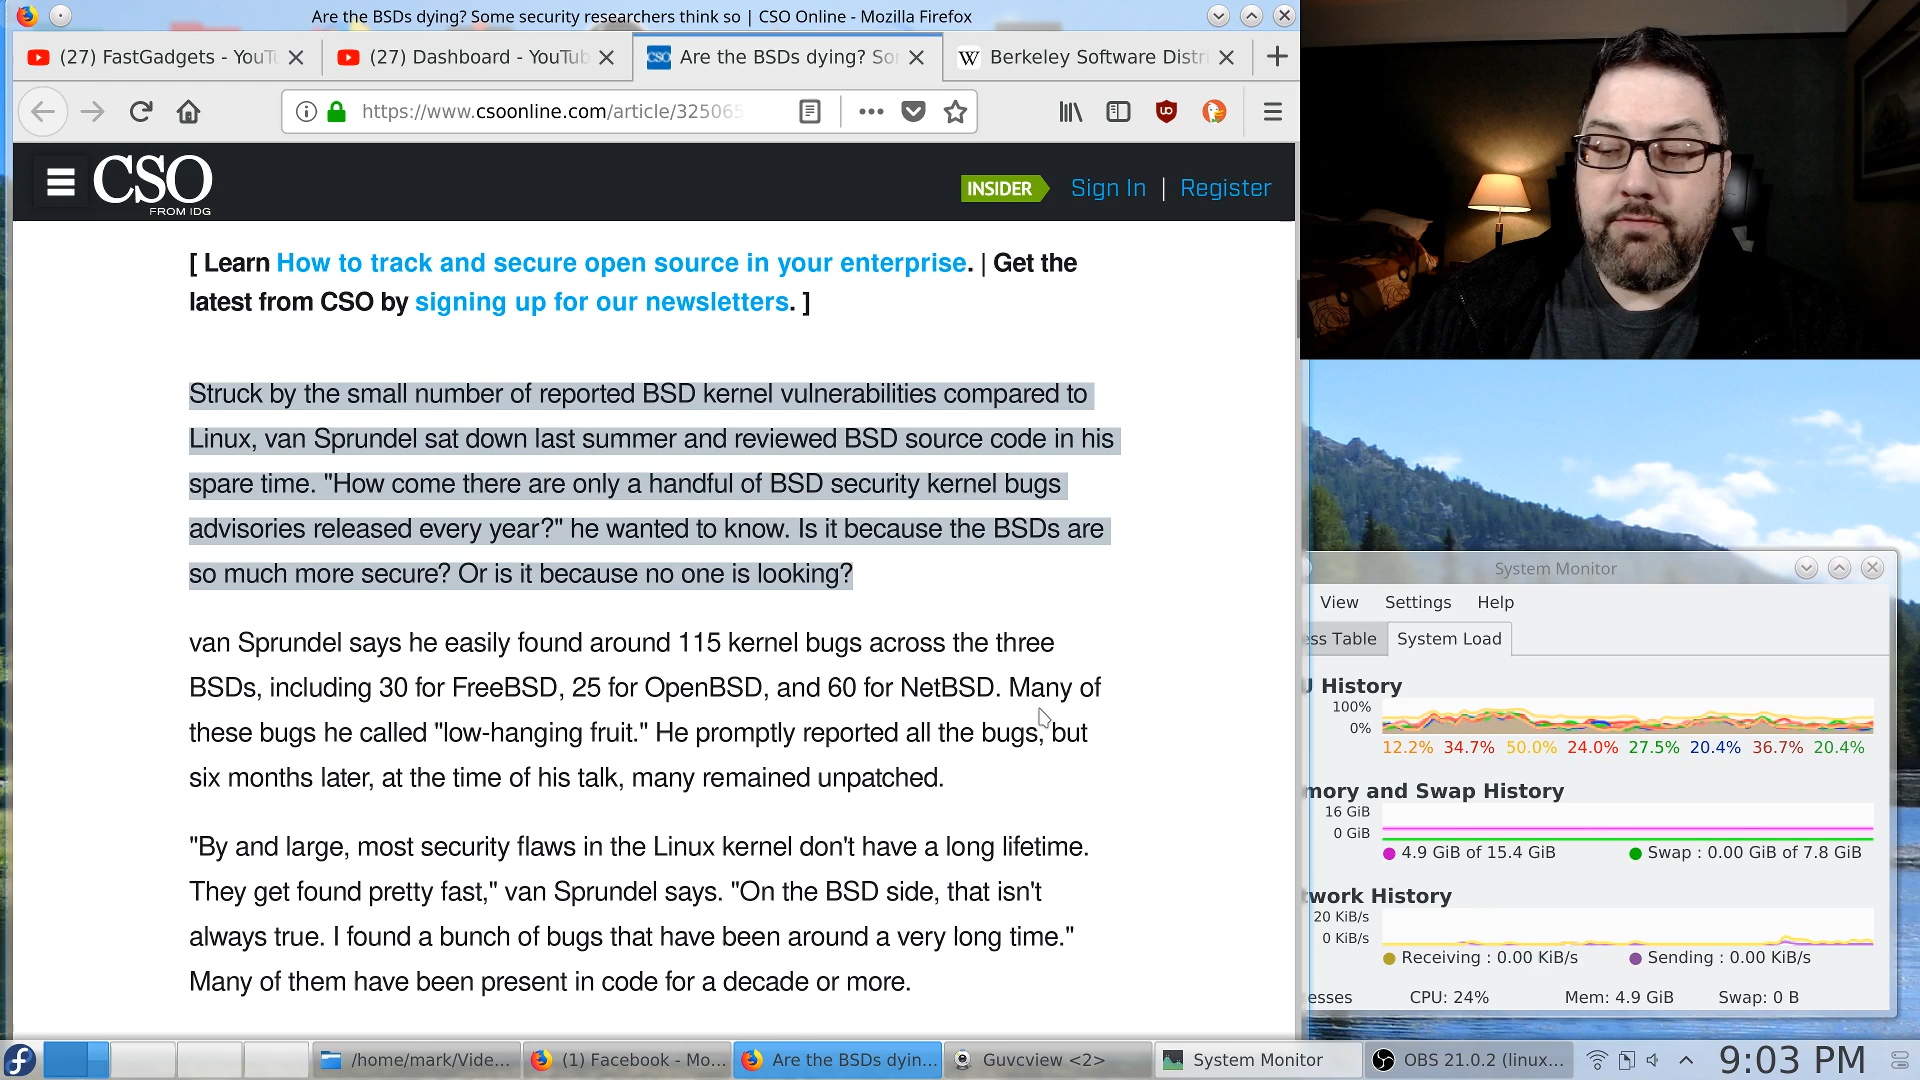 Are the BSDs dying? Some security researchers think so | CSO Online - Mozilla Firefox
(27) FastGadgets - YouT
(27) Dashboard - YouTub
CSO Are the BSDs dying? So
W Berkeley Software Distri
https://www.csoonline.com/article/325065
CSO
FROM IDG
INSIDER Sign In | Register
[ Learn How to track and secure open source in your enterprise. | Get the
latest from CSO by signing up for our newsletters. ]
Struck by the small number of reported BSD kernel vulnerabilities compared to
Linux, van Sprundel sat down last summer and reviewed BSD source code in his
spare time. "How come there are only a handful of BSD security kernel bugs
advisories released every year?" he wanted to know. Is it because the BSDs are
so much more secure? Or is it because no one is looking?
van Sprundel says he easily found around 115 kernel bugs across the three
BSDs, including 30 for FreeBSD, 25 for OpenBSD, and 60 for NetBSD. Many of
these bugs he called "low-hanging fruit." He promptly reported all the bugs, but
six months later, at the time of his talk, many remained unpatched.
"By and large, most security flaws in the Linux kernel don't have a long lifetime.
They get found pretty fast," van Sprundel says. "On the BSD side, that isn't
always true. I found a bunch of bugs that have been around a very long time."
Many of them have been present in code for a decade or more.
System Monitor
View Settings Help
ess Table System Load
U History
100%
0%
12.2% 34.7% 50.0% 24.0% 27.5% 20.4% 36.7% 20.4%
mory and Swap History
16 GiB
0 GiB
4.9 GiB of 15.4 GiB Swap : 0.00 GiB of 7.8 GiB
twork History
20 KiB/s
0 KiB/s
Receiving : 0.00 KiB/s Sending : 0.00 KiB/s
esses CPU: 24% Mem: 4.9 GiB Swap: 0 B
/home/mark/Vide...
(1) Facebook - Mo...
Are the BSDs dyin...
Guvcview <2>
System Monitor
OBS 21.0.2 (linux...
9:03 PM